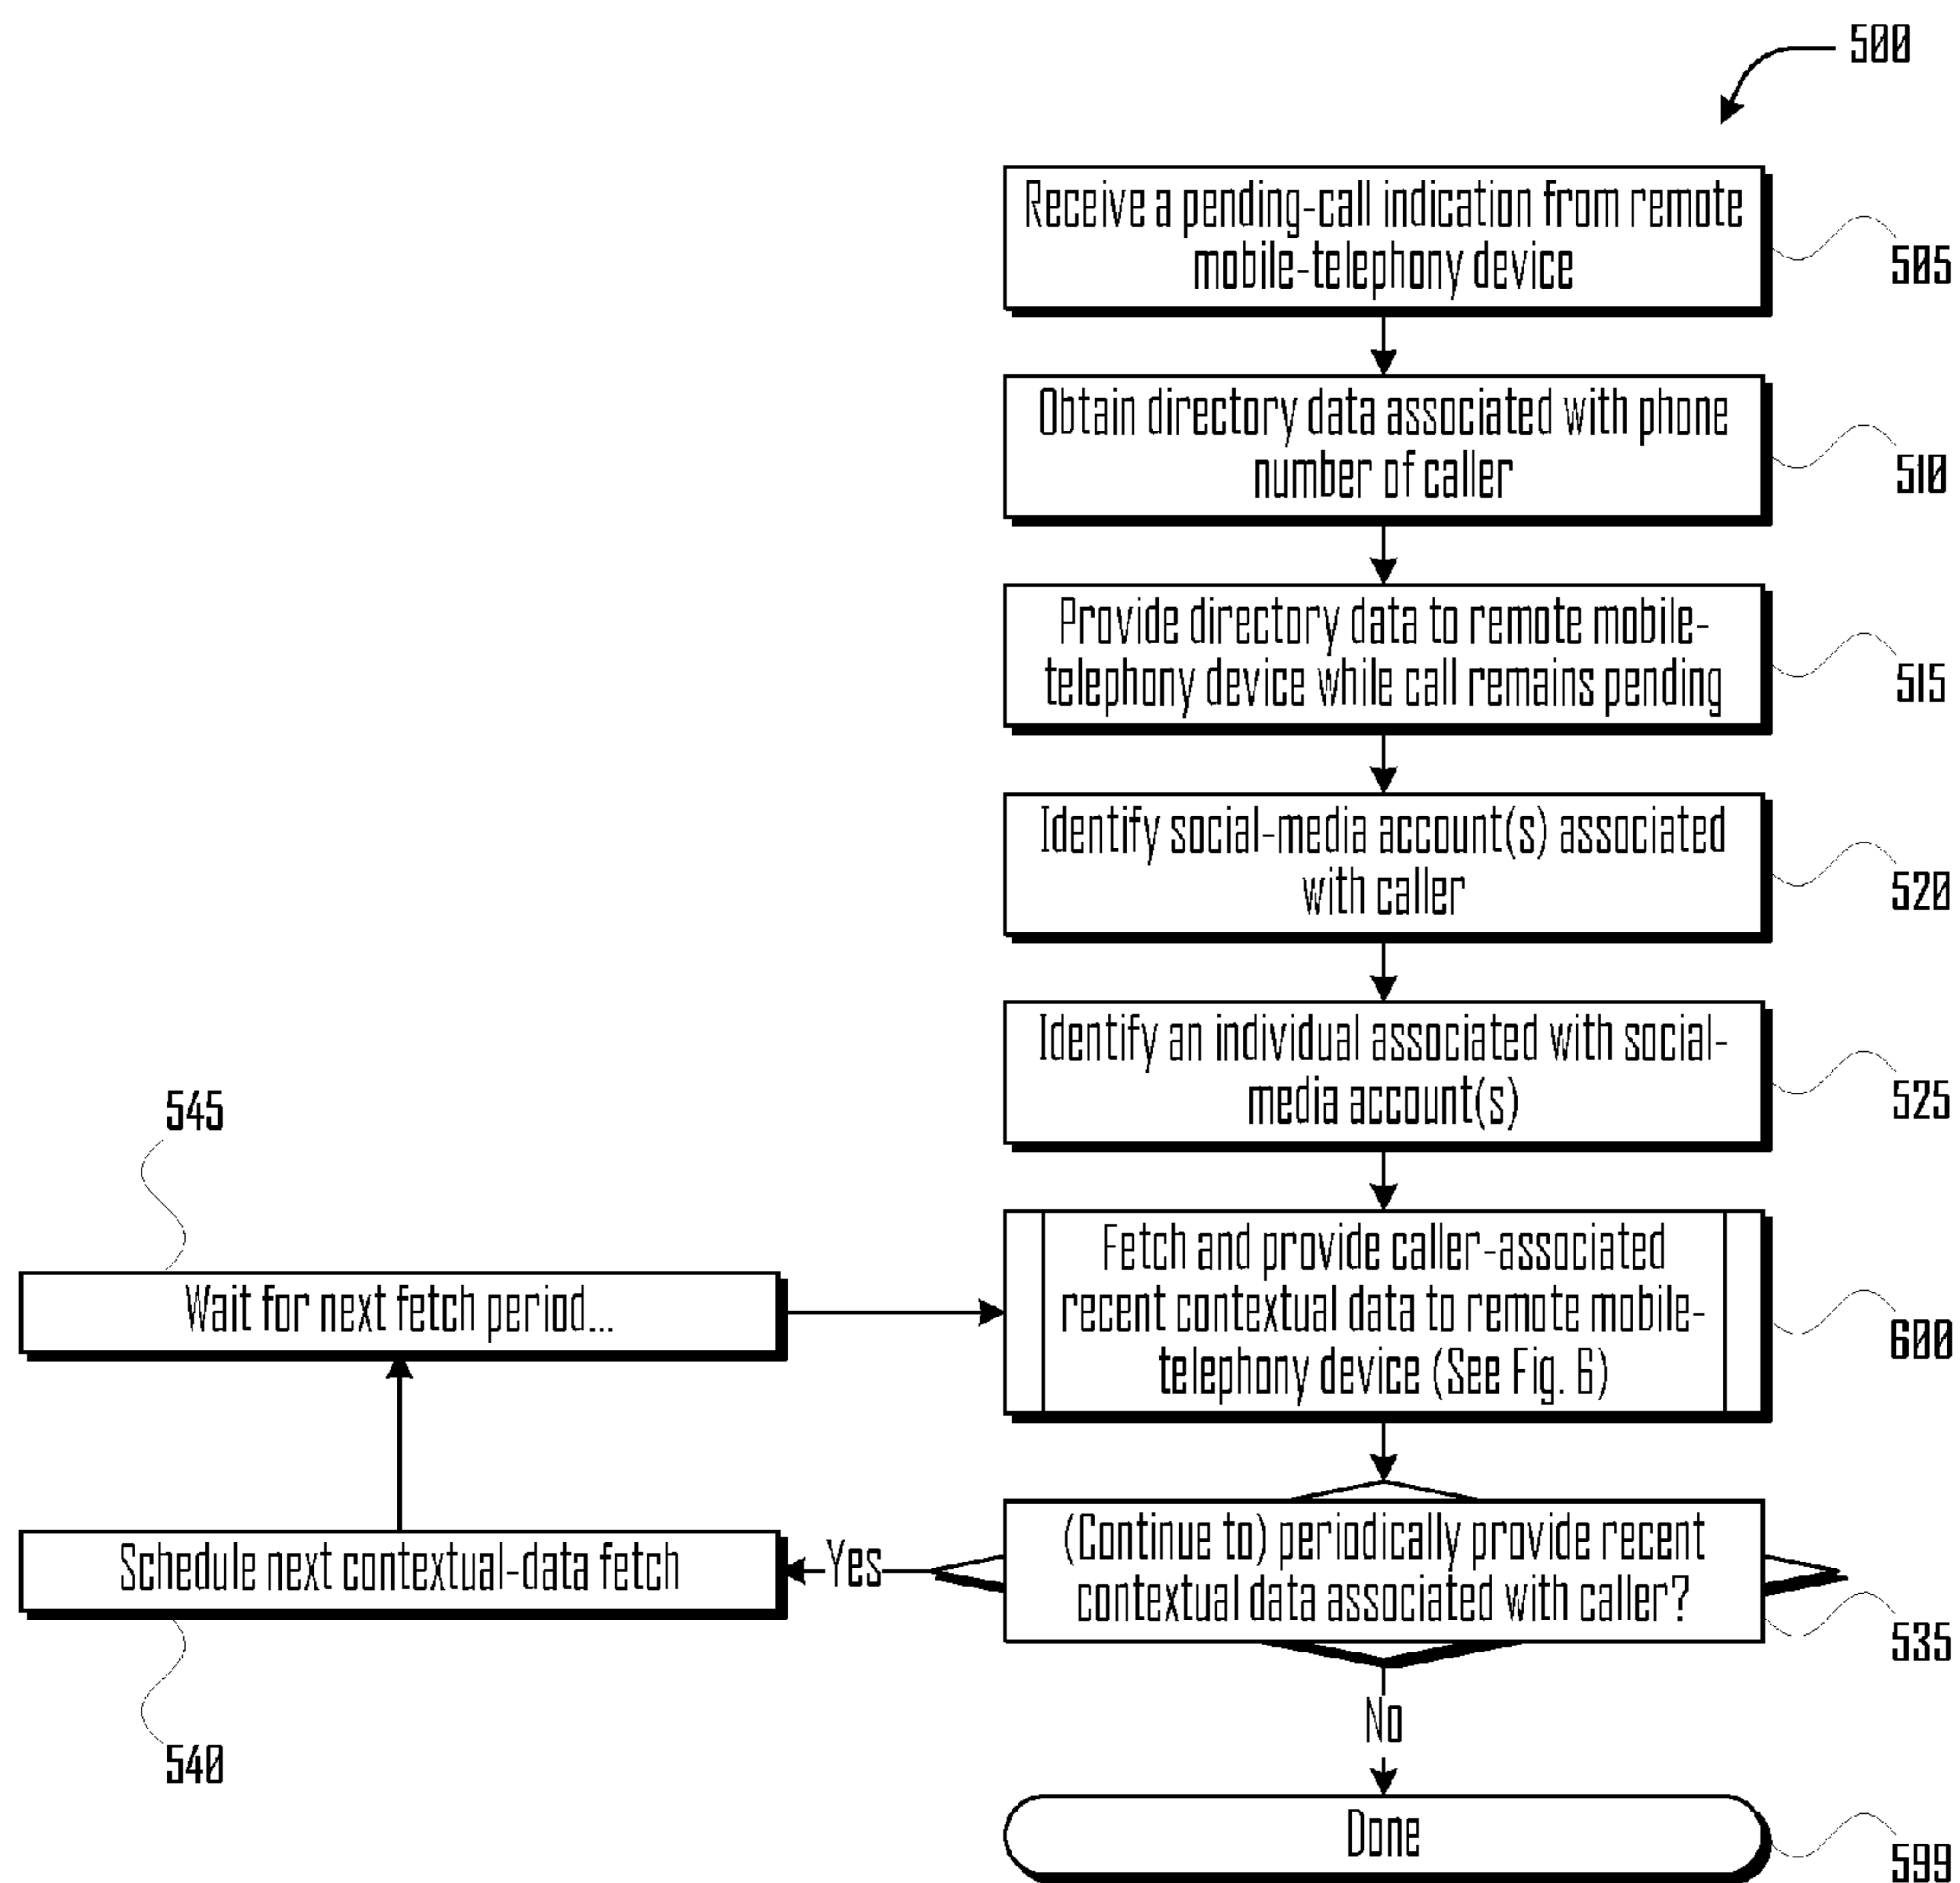 500
Receive a pending-call indication from remote
mobile-telephony device
505
Obtain directory data associated with phone
number of caller
510
Provide directory data to remote mobile-
telephony device while call remains pending
515
Identify social-media account(s) associated
with caller
520
Identify an individual associated with social-
media account(s)
525
545
Wait for next fetch period...
Fetch and provide caller-associated
recent contextual data to remote mobile-
telephony device (See Fig. 6)
600
Schedule next contextual-data fetch
540
Yes
(Continue to) periodically provide recent
contextual data associated with caller?
535
No
Done
599